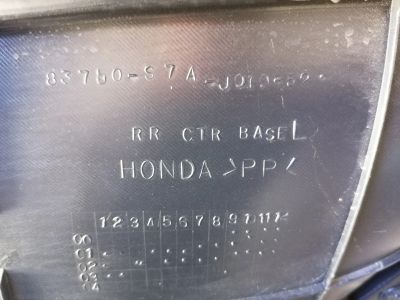 83750-S7A-J010
RR CTR BASE L
HONDA >PP<
1 2 3 4 5 6 7 8 9 10 11 12